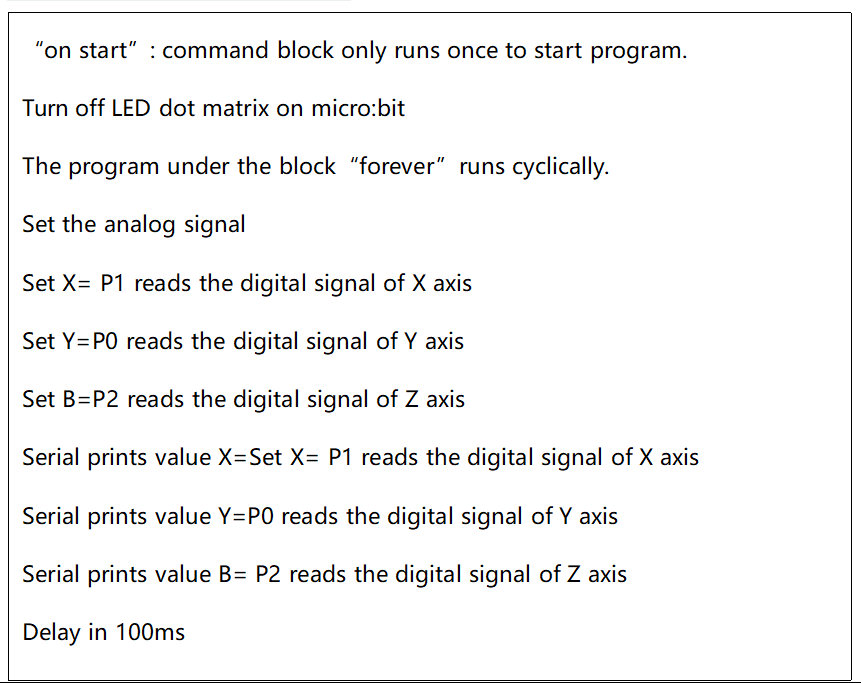 “on start” : command block only runs once to start program.
Turn off LED dot matrix on micro:bit
The program under the block “forever” runs cyclically.
Set the analog signal
Set X= P1 reads the digital signal of X axis
Set Y=P0 reads the digital signal of Y axis
Set B=P2 reads the digital signal of Z axis
Serial prints value X=Set X= P1 reads the digital signal of X axis
Serial prints value Y=P0 reads the digital signal of Y axis
Serial prints value B= P2 reads the digital signal of Z axis
Delay in 100ms